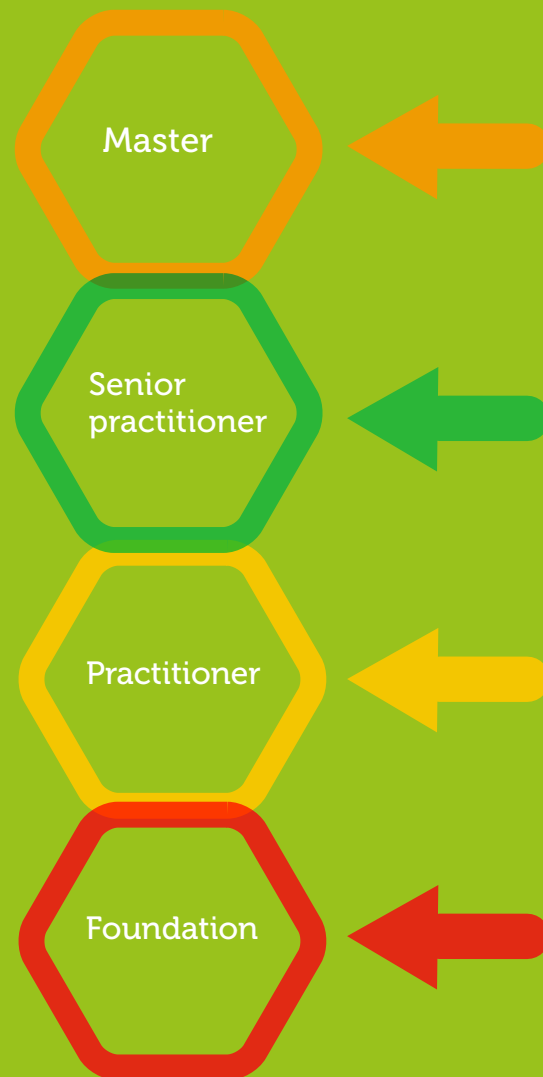 Master
Senior
practitioner
Practitioner
Foundation